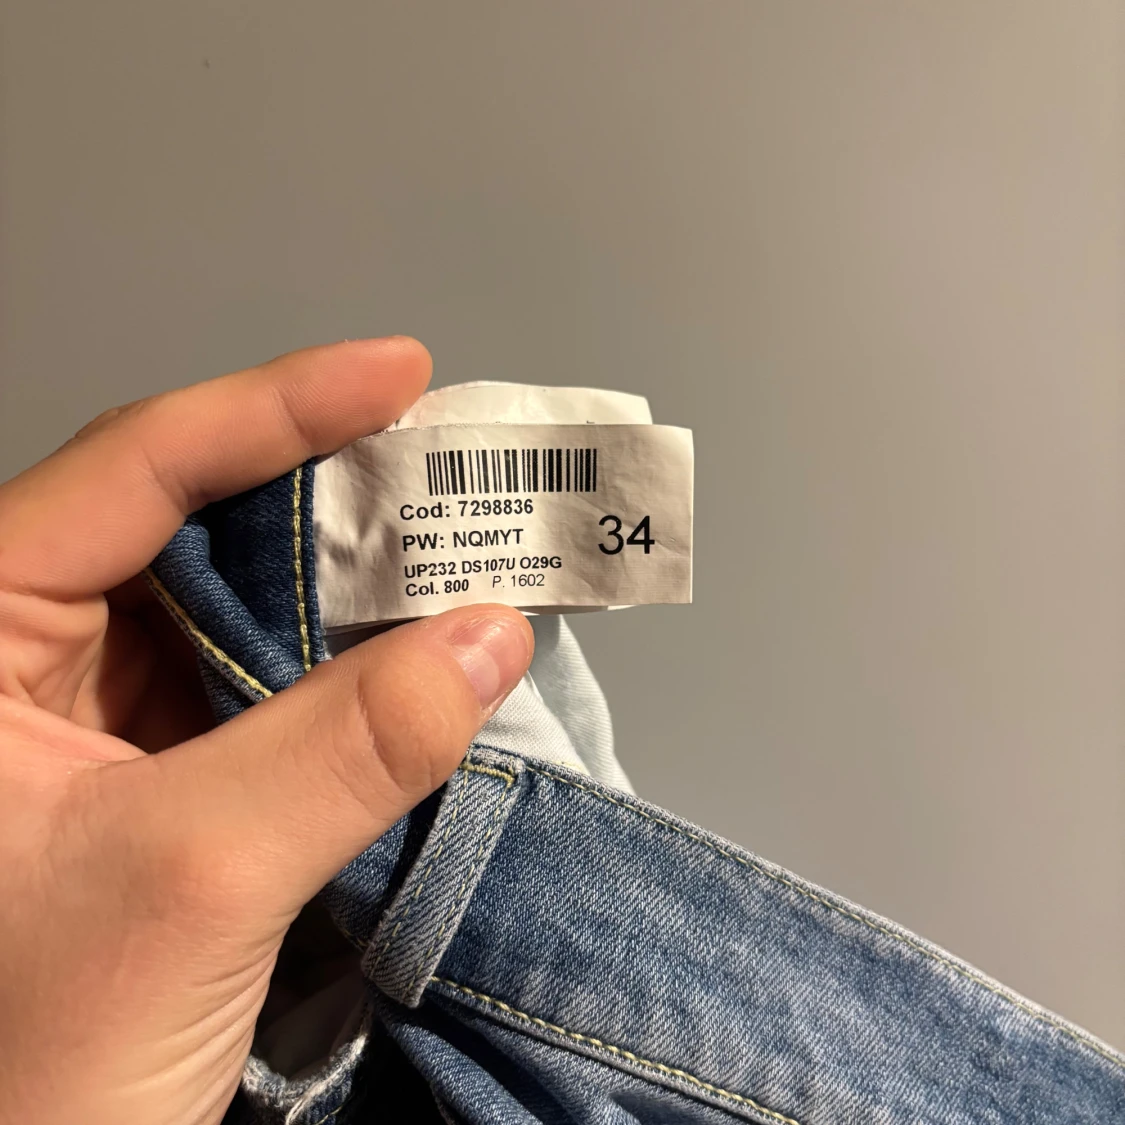 Cod: 7298836
PW: NQMYT
34
UP232 DS107U O29G
Col. 800 P. 1602